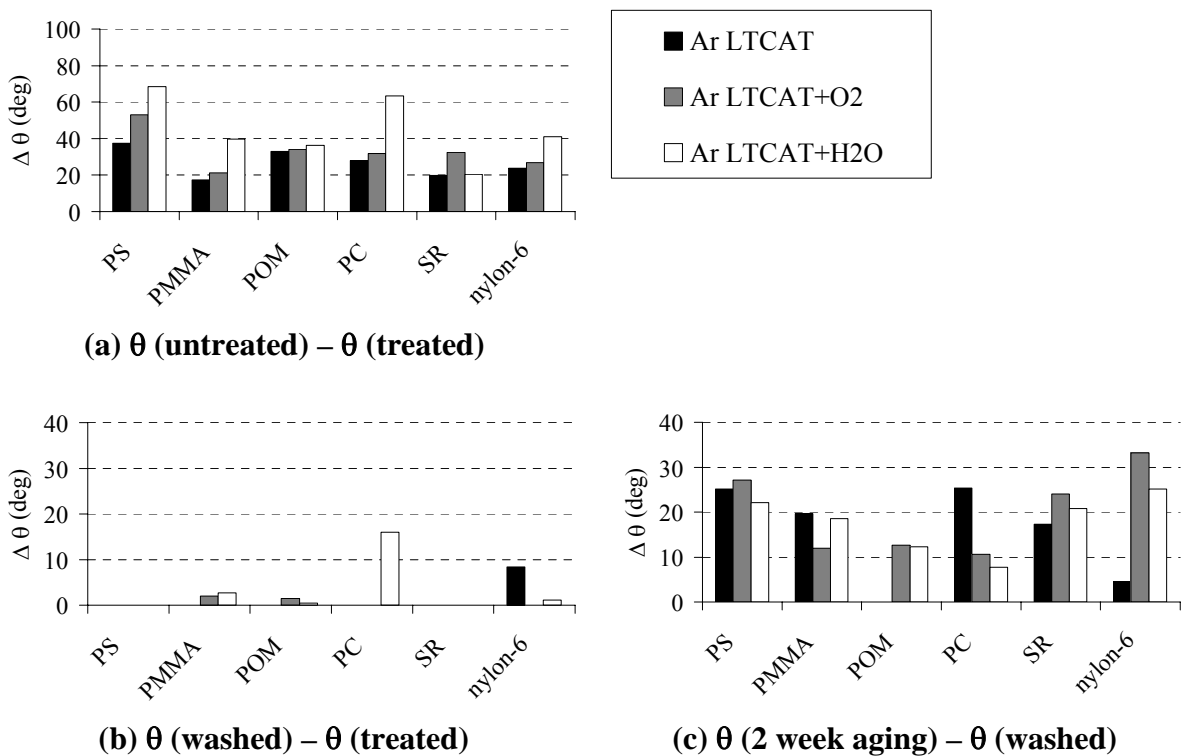 100
80
60
40
20
0
Δ θ (deg)
PS
PMMA
POM
PC
SR
nylon-6
Ar LTCAT
Ar LTCAT+O2
Ar LTCAT+H2O
(a) θ (untreated) – θ (treated)
40
30
20
10
0
Δ θ (deg)
PS
PMMA
POM
PC
SR
nylon-6
(b) θ (washed) – θ (treated)
40
30
20
10
0
Δ θ (deg)
PS
PMMA
POM
PC
SR
nylon-6
(c) θ (2 week aging) – θ (washed)